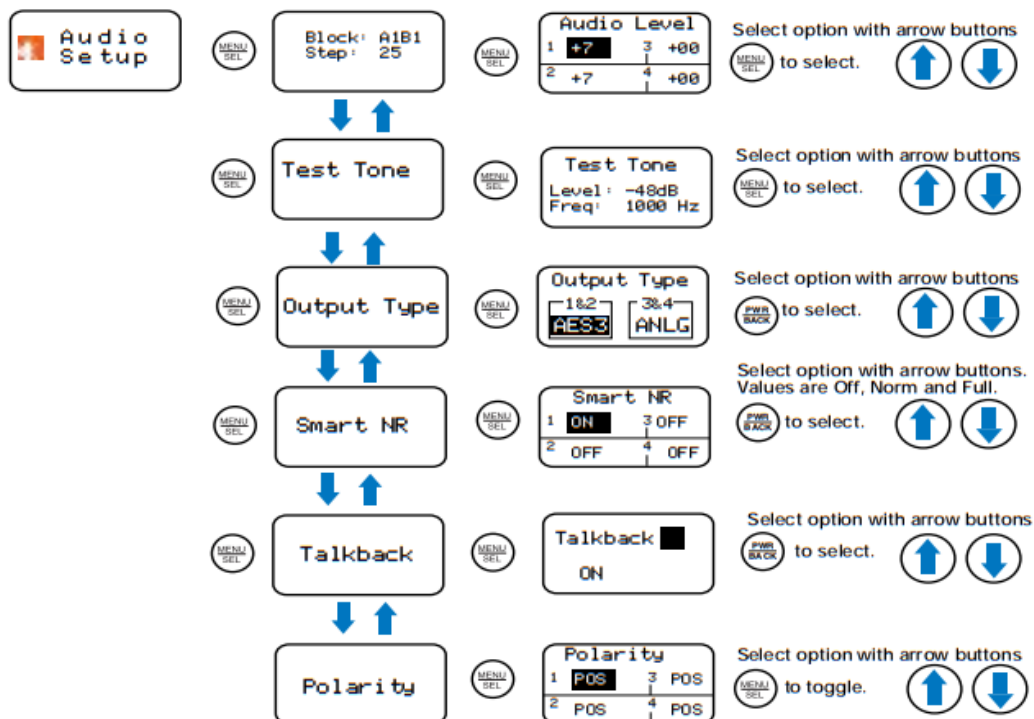 Audio
Setup
MENU
SEL
Block: A1B1
Step: 25
MENU
SEL
Audio Level
1 +7 3 +00
2 +7 4 +00
Select option with arrow buttons
MENU
SEL
to select.
MENU
SEL
Test Tone
MENU
SEL
Test Tone
Level: -48dB
Freq: 1000 Hz
Select option with arrow buttons
MENU
SEL
to select.
MENU
SEL
Output Type
MENU
SEL
Output Type
1&2 3&4
AES3 ANLG
Select option with arrow buttons
PWR
BACK
to select.
MENU
SEL
Smart NR
MENU
SEL
Smart NR
1 ON 3 OFF
2 OFF 4 OFF
Select option with arrow buttons.
Values are Off, Norm and Full.
PWR
BACK
to select.
MENU
SEL
Talkback
MENU
SEL
Talkback
ON
Select option with arrow buttons
PWR
BACK
to select.
Polarity
MENU
SEL
Polarity
1 POS 3 POS
2 POS 4 POS
Select option with arrow buttons
MENU
SEL
to toggle.